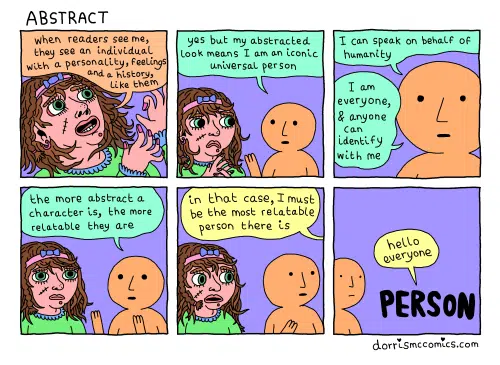 ABSTRACT
when readers see me,
they see an individual
with a personality, feelings
and a history,
like them
yes but my abstracted
look means I am an iconic
universal person
I can speak on behalf of
humanity
I am
everyone,
& anyone
can
identify
with me
the more abstract a
character is, the more
relatable they are
in that case, I must
be the most relatable
person there is
hello
everyone
PERSON
dorrismccomics.com